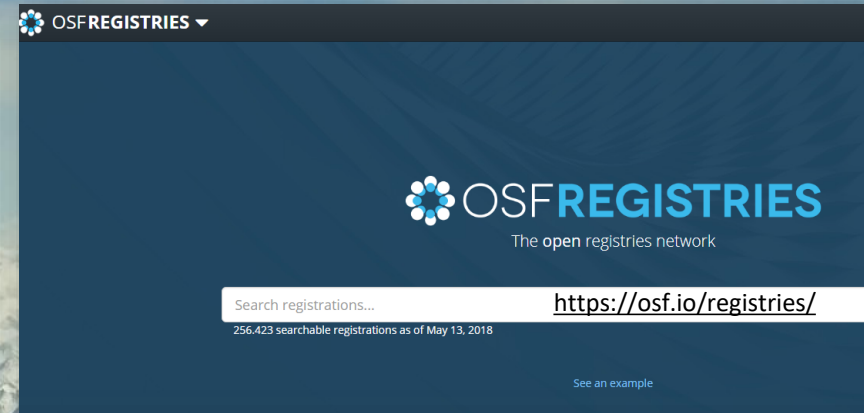 OSFREGISTRIES
OSFREGISTRIES
The open registries network
Search registrations... https://osf.io/registries/
256.423 searchable registrations as of May 13, 2018
See an example